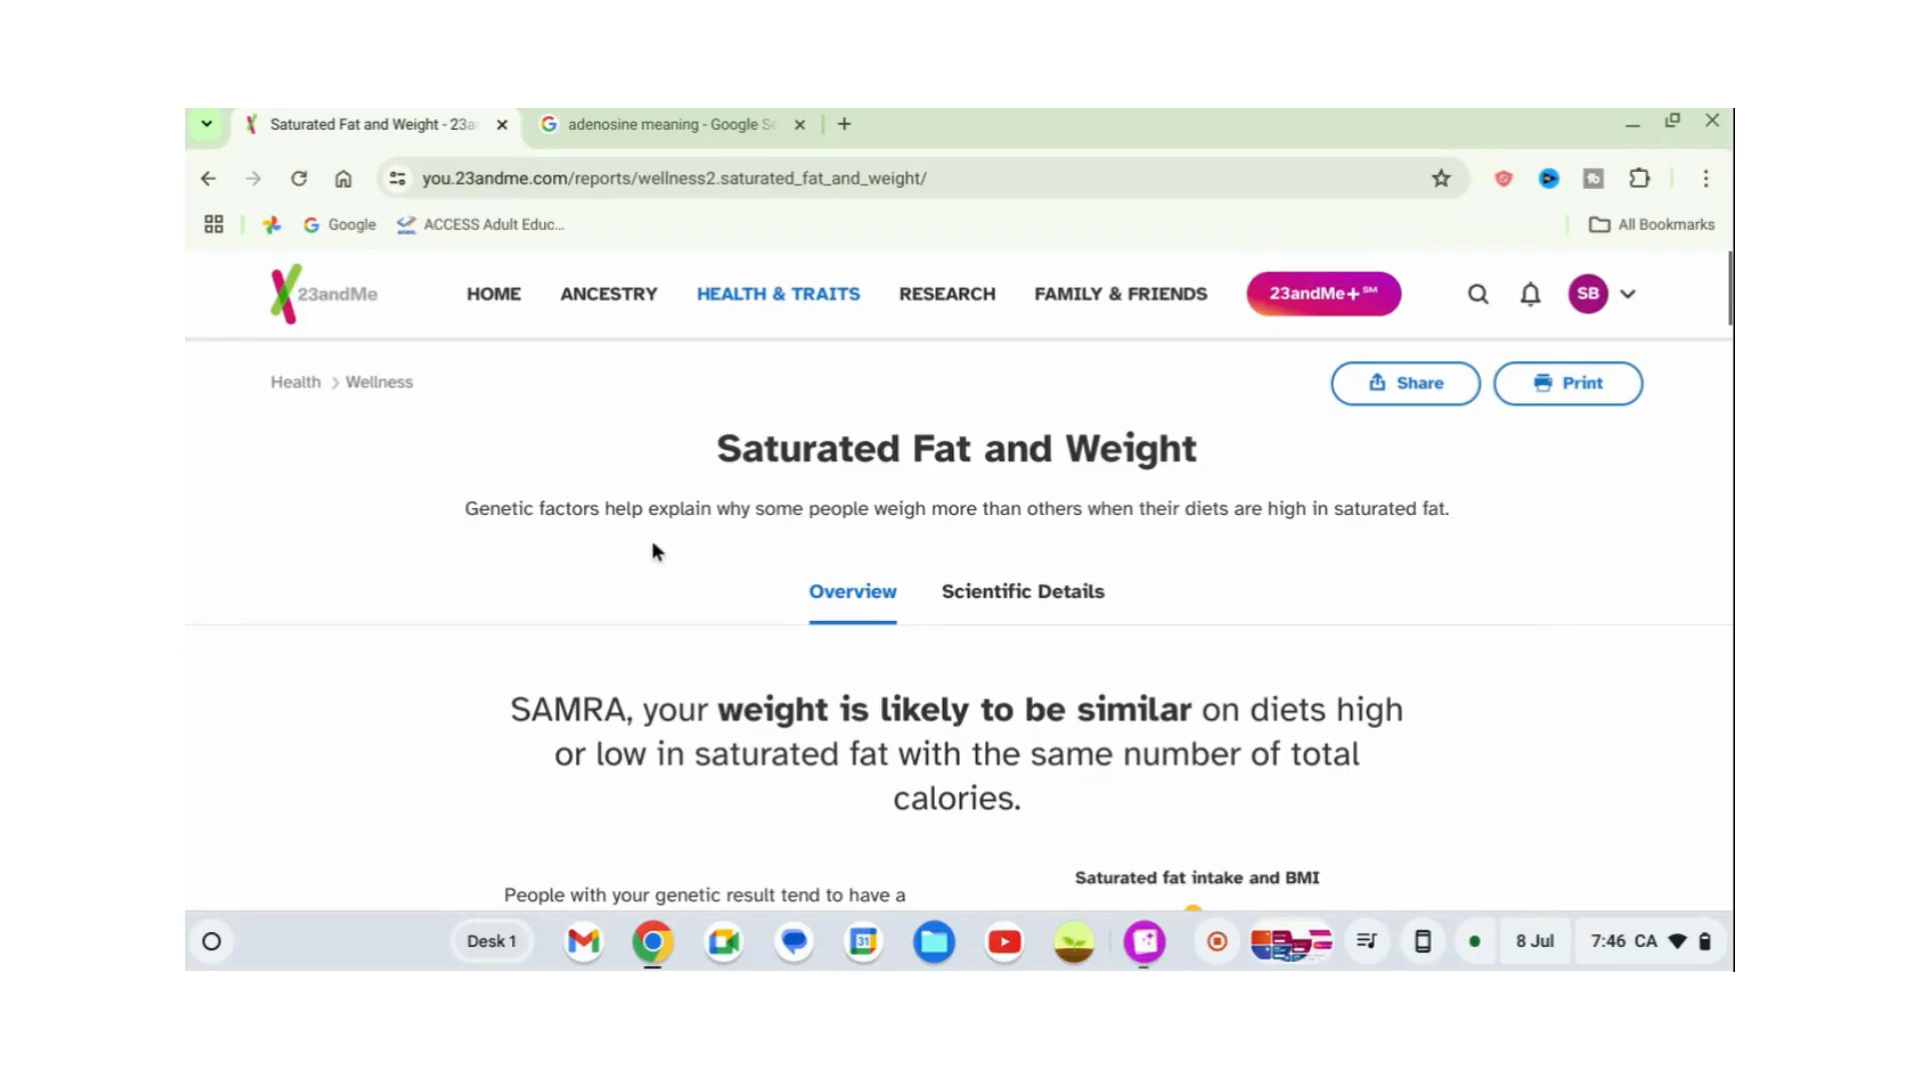 Saturated Fat and Weight - 23a
adenosine meaning - Google Se
you.23andme.com/reports/wellness2.saturated_fat_and_weight/
Google
ACCESS Adult Educ...
All Bookmarks
23andMe
HOME
ANCESTRY
HEALTH & TRAITS
RESEARCH
FAMILY & FRIENDS
23andMe+℠
SB
Health
Wellness
Share
Print
Saturated Fat and Weight
Genetic factors help explain why some people weigh more than others when their diets are high in saturated fat.
Overview
Scientific Details
SAMRA, your weight is likely to be similar on diets high
or low in saturated fat with the same number of total
calories.
People with your genetic result tend to have a
Saturated fat intake and BMI
Desk 1
31
8 Jul
7:46 CA